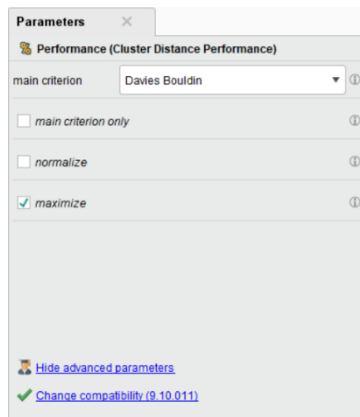 Parameters
Performance (Cluster Distance Performance)
main criterion Davies Bouldin
main criterion only
normalize
maximize
Hide advanced parameters
Change compatibility (9.10.011)